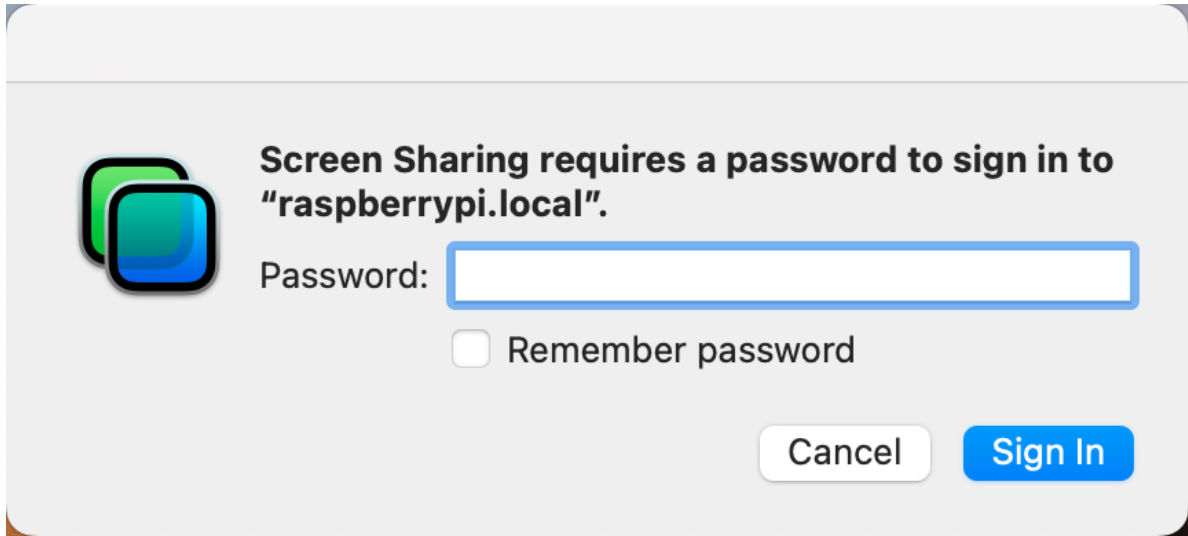 Screen Sharing requires a password to sign in to
“raspberrypi.local”.
Password:
Remember password
Cancel
Sign In